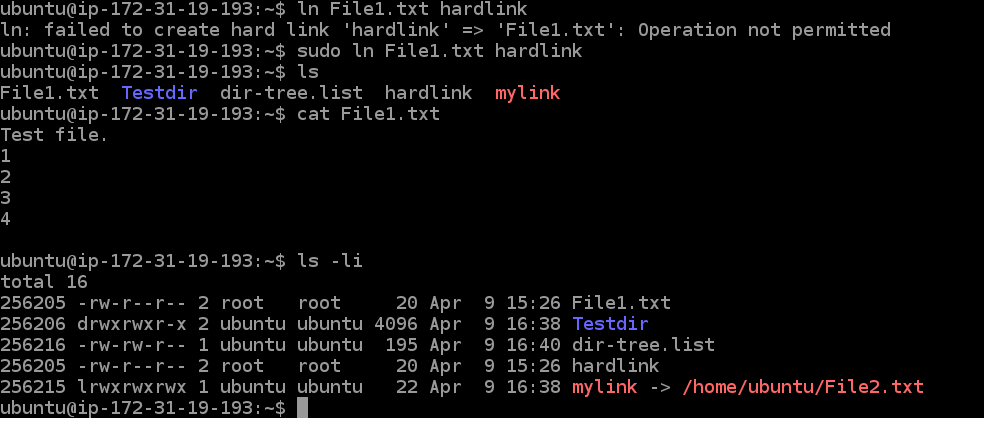 ubuntu@ip-172-31-19-193:~$ ln File1.txt hardlink
ln: failed to create hard link 'hardlink' => 'File1.txt': Operation not permitted
ubuntu@ip-172-31-19-193:~$ sudo ln File1.txt hardlink
ubuntu@ip-172-31-19-193:~$ ls
File1.txt  Testdir  dir-tree.list  hardlink  mylink
ubuntu@ip-172-31-19-193:~$ cat File1.txt
Test file.
1
2
3
4

ubuntu@ip-172-31-19-193:~$ ls -li
total 16
256205 -rw-r--r-- 2 root   root     20 Apr  9 15:26 File1.txt
256206 drwxrwxr-x 2 ubuntu ubuntu 4096 Apr  9 16:38 Testdir
256216 -rw-rw-r-- 1 ubuntu ubuntu  195 Apr  9 16:40 dir-tree.list
256205 -rw-r--r-- 2 root   root     20 Apr  9 15:26 hardlink
256215 lrwxrwxrwx 1 ubuntu ubuntu   22 Apr  9 16:38 mylink -> /home/ubuntu/File2.txt
ubuntu@ip-172-31-19-193:~$